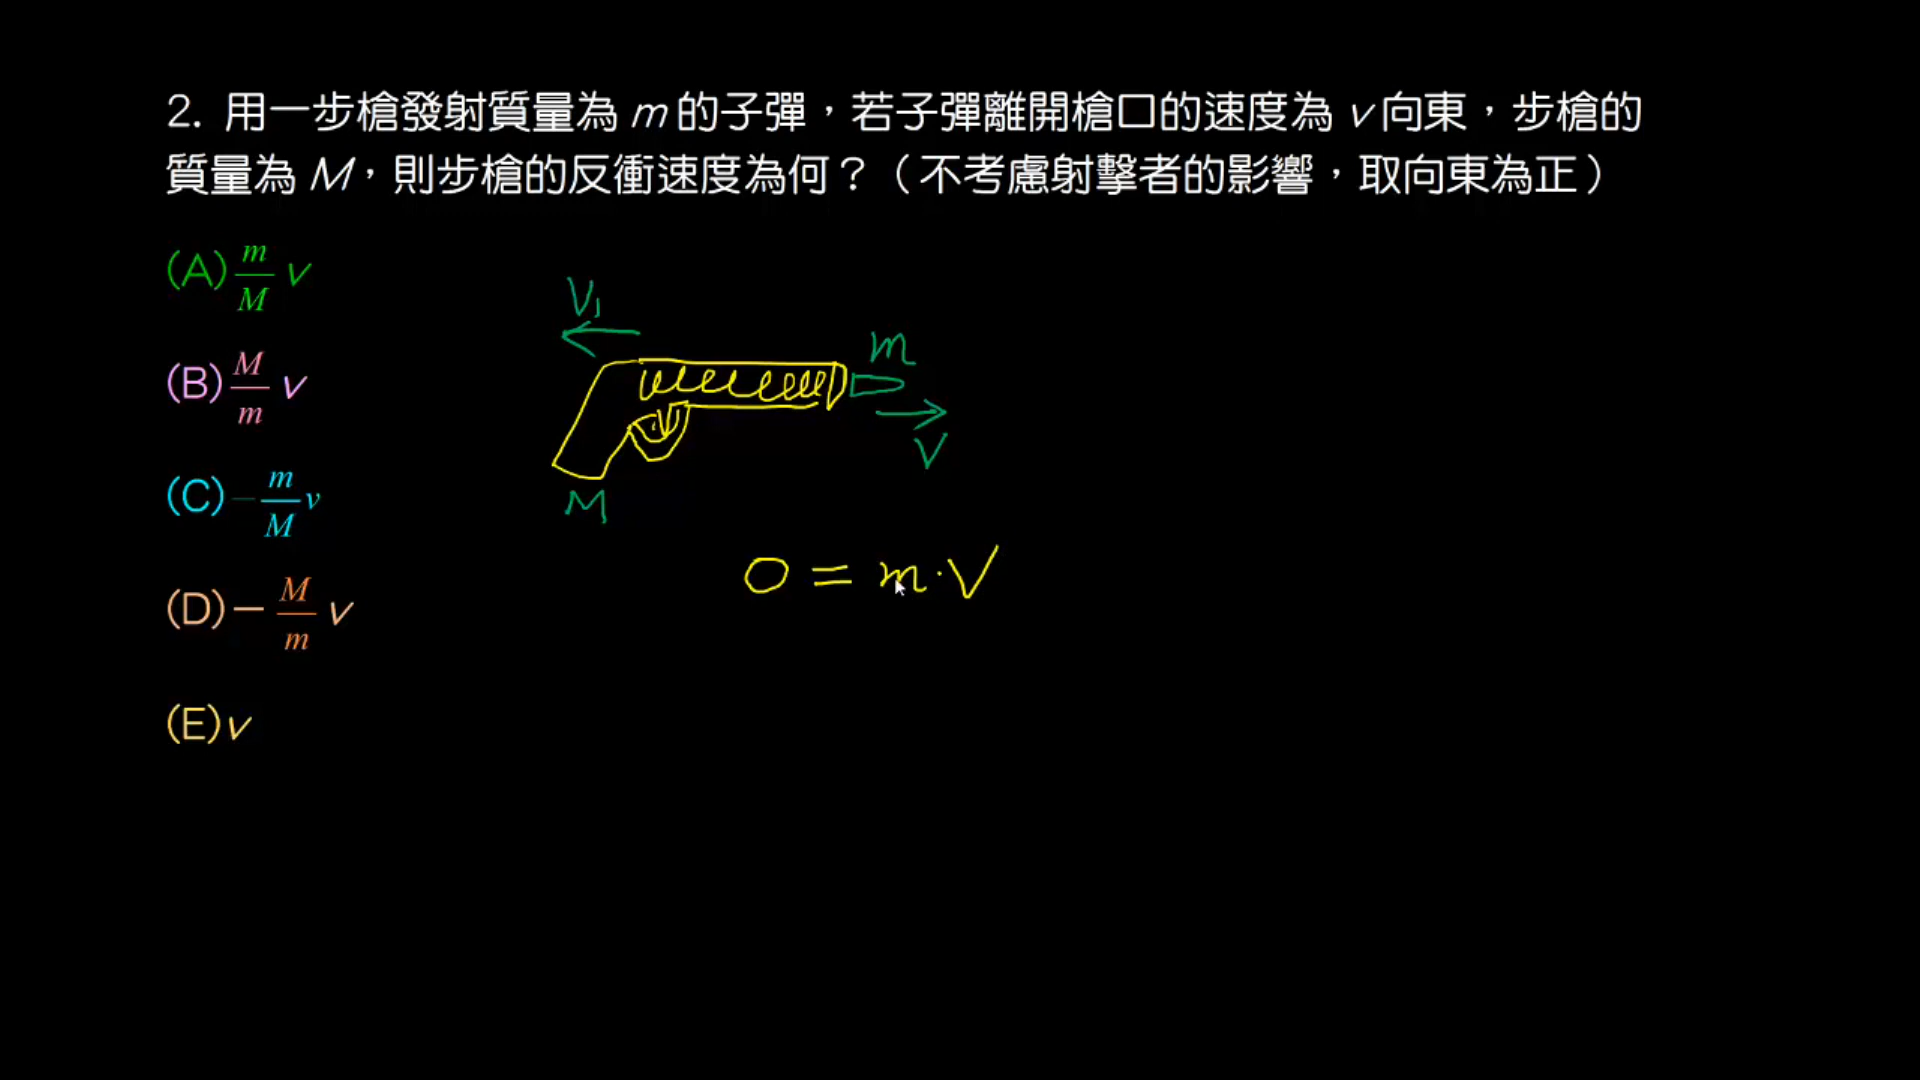 2. 用一步槍發射質量為 m 的子彈，若子彈離開槍口的速度為 v 向東，步槍的
質量為 M，則步槍的反衝速度為何？（不考慮射擊者的影響，取向東為正）
(A) m/M v
(B) M/m v
(C) - m/M v
(D) - M/m v
(E) v
V₁
m
V
M
0 = m·V